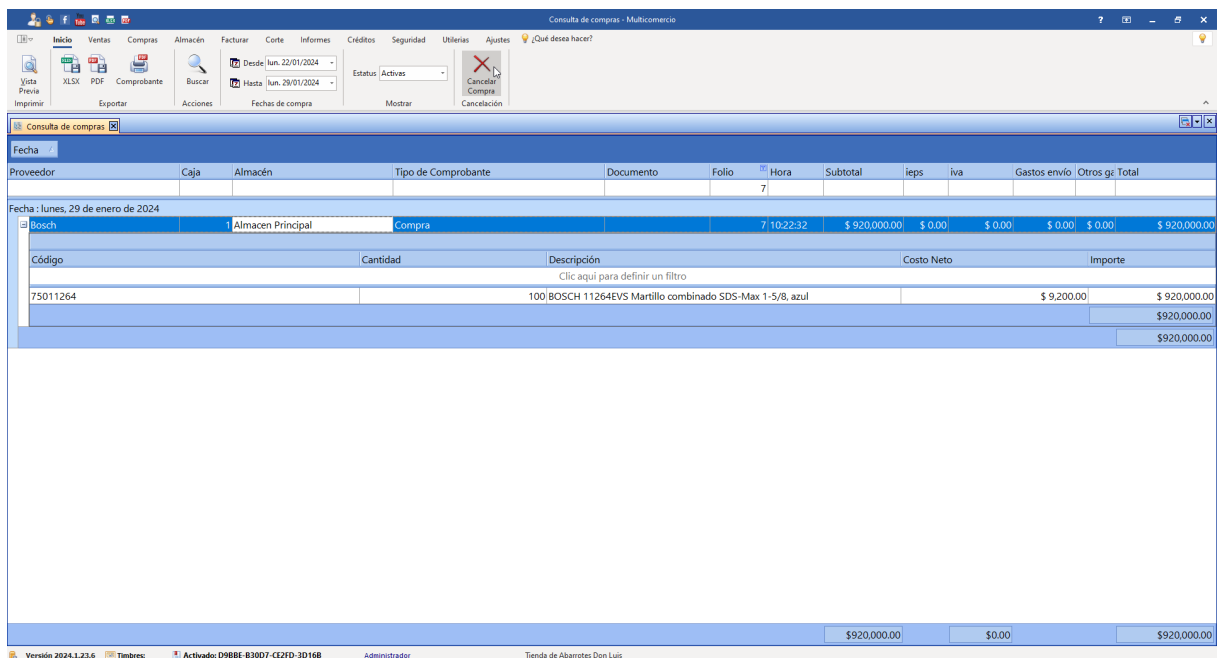 Consulta de compras - Multicomercio
Inicio Ventas Compras Almacén Facturar Corte Informes Créditos Seguridad Utilerias Ajustes ¿Qué desea hacer?
Vista Previa
XLSX PDF Comprobante
Buscar
Desde lun. 22/01/2024
Hasta lun. 29/01/2024
Estatus Activas
Cancelar Compra
Imprimir Exportar Acciones Fechas de compra Mostrar Cancelación
Consulta de compras
Fecha
Proveedor Caja Almacén Tipo de Comprobante Documento Folio Hora Subtotal ieps iva Gastos envío Otros ga Total
7
Fecha : lunes, 29 de enero de 2024
Bosch 1 Almacen Principal Compra 7 10:22:32 $ 920,000.00 $ 0.00 $ 0.00 $ 0.00 $ 0.00 $ 920,000.00
Código Cantidad Descripción Costo Neto Importe
Clic aquí para definir un filtro
75011264 100 BOSCH 11264EVS Martillo combinado SDS-Max 1-5/8, azul $ 9,200.00 $ 920,000.00
$920,000.00
$920,000.00
$920,000.00 $0.00 $920,000.00
Versión 2024.1.23.6 Timbres: Activado: D9BBE-B30D7-CE2FD-3D16B Administrador Tienda de Abarrotes Don Luis